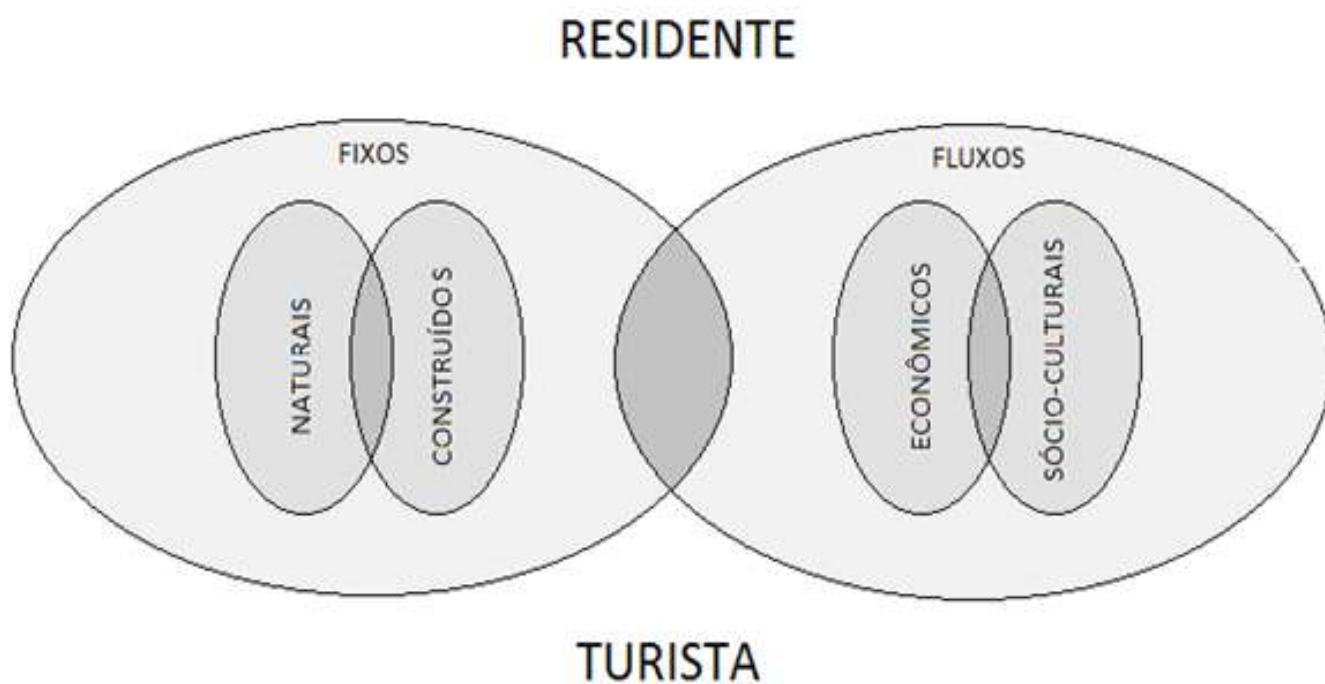 RESIDENTE
FIXOS
FLUXOS
NATURAIS
CONSTRUÍDOS
ECONÔMICOS
SÓCIO-CULTURAIS
TURISTA